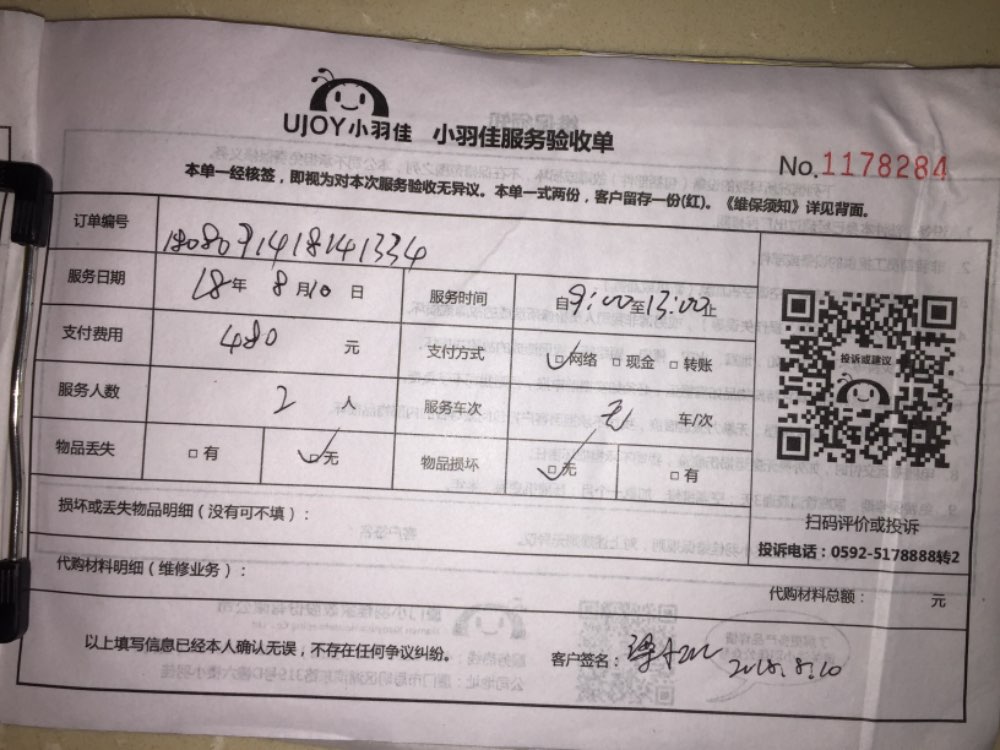 UJOY小羽佳 小羽佳服务验收单
No.1178284
本单一经核签，即视为对本次服务验收无异议。本单一式两份，客户留存一份(红)。《维保须知》详见背面。
订单编号 1808091418141334
服务日期 18年 8月10日 服务时间 自9:00至13:00止
支付费用 480 元 支付方式 网络 现金 转账
服务人数 2 人 服务车次 无 车/次
物品丢失 有 无 物品损坏 无 有
投诉或建议
扫码评价或投诉
投诉电话：0592-5178888转2
损坏或丢失物品明细（没有可不填）：
代购材料明细（维修业务）： 代购材料总额： 元
以上填写信息已经本人确认无误，不存在任何争议纠纷。 客户签名： 2018.8.10